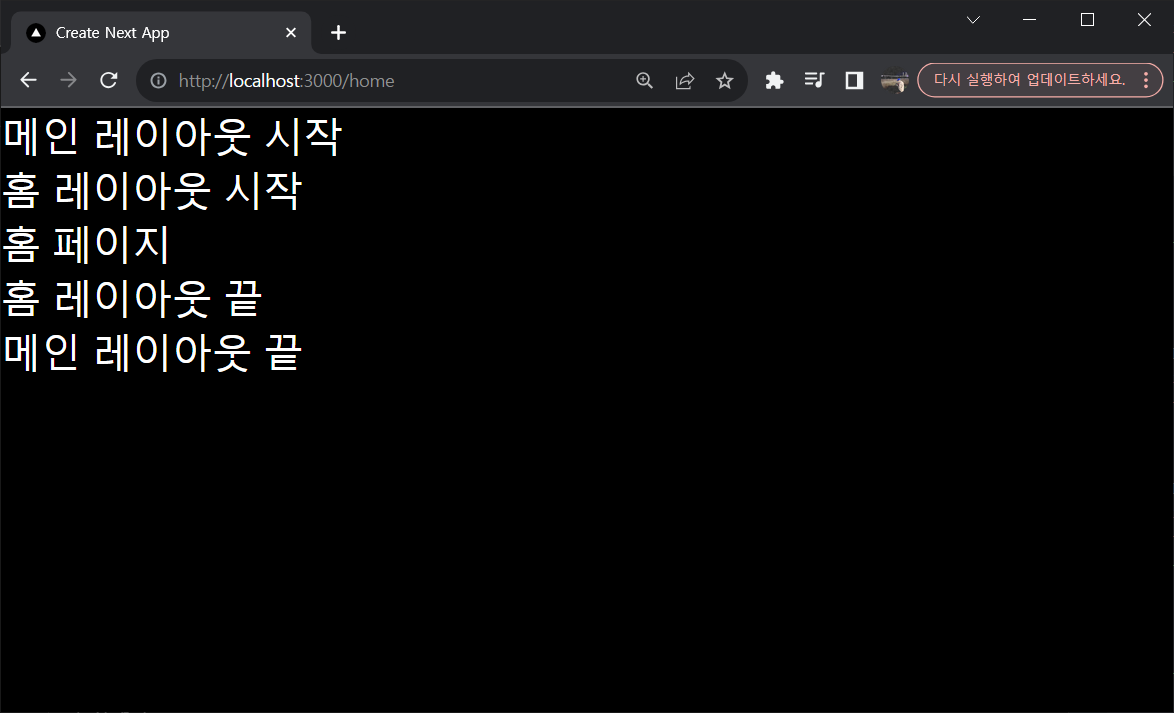 Create Next App
http://localhost:3000/home
다시 실행하여 업데이트하세요.
메인 레이아웃 시작
홈 레이아웃 시작
홈 페이지
홈 레이아웃 끝
메인 레이아웃 끝